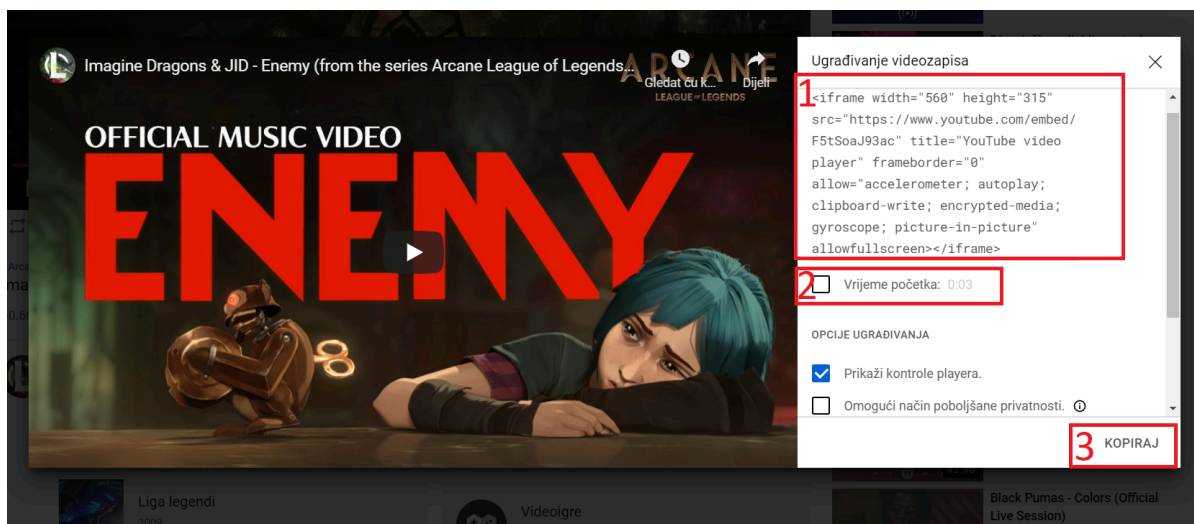 Imagine Dragons & JID - Enemy (from the series Arcane League of Legends...
ARCANE
LEAGUE OF LEGENDS
Gledat ću k...
Dijeli
OFFICIAL MUSIC VIDEO
ENEMY
Ugrađivanje videozapisa
1
<iframe width="560" height="315"
src="https://www.youtube.com/embed/
F5tSoaJ93ac" title="YouTube video
player" frameborder="0"
allow="accelerometer; autoplay;
clipboard-write; encrypted-media;
gyroscope; picture-in-picture"
allowfullscreen></iframe>
2
Vrijeme početka: 0:03
OPCIJE UGRAĐIVANJA
Prikaži kontrole playera.
Omogući način poboljšane privatnosti.
3
KOPIRAJ
Liga legendi
2009
Videoigre
Black Pumas - Colors (Official
Live Session)